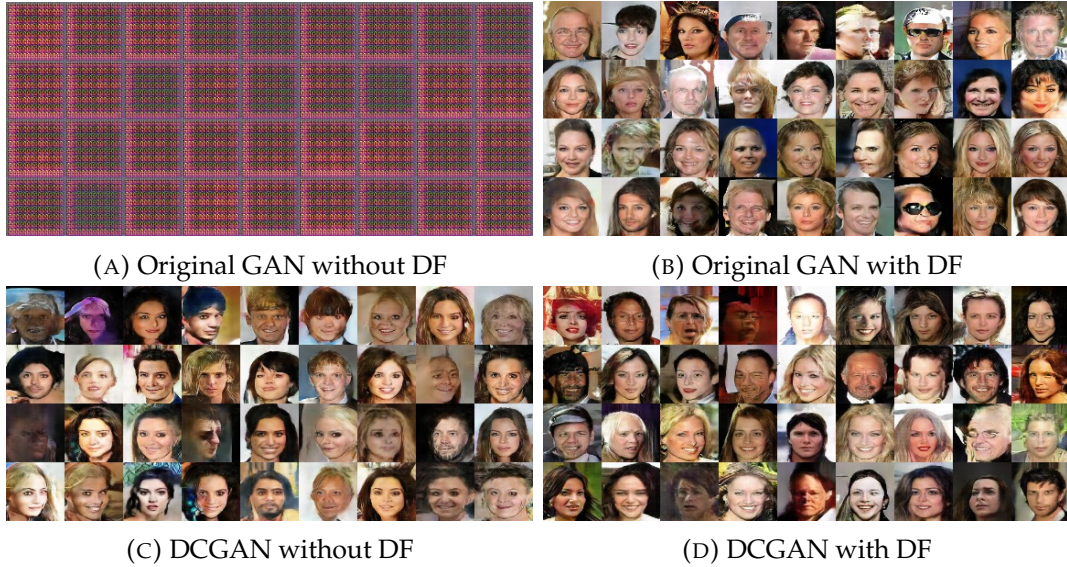 (A) Original GAN without DF
(B) Original GAN with DF
(C) DCGAN without DF
(D) DCGAN with DF